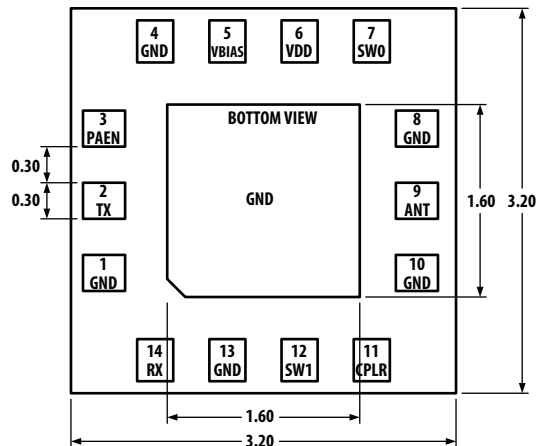 4
GND
5
VBIAS
6
VDD
7
SW0
3
PAEN
BOTTOM VIEW
8
GND
0.30
2
TX
0.30
GND
9
ANT
1.60
3.20
1
GND
10
GND
14
RX
13
GND
12
SW1
11
CPLR
1.60
3.20